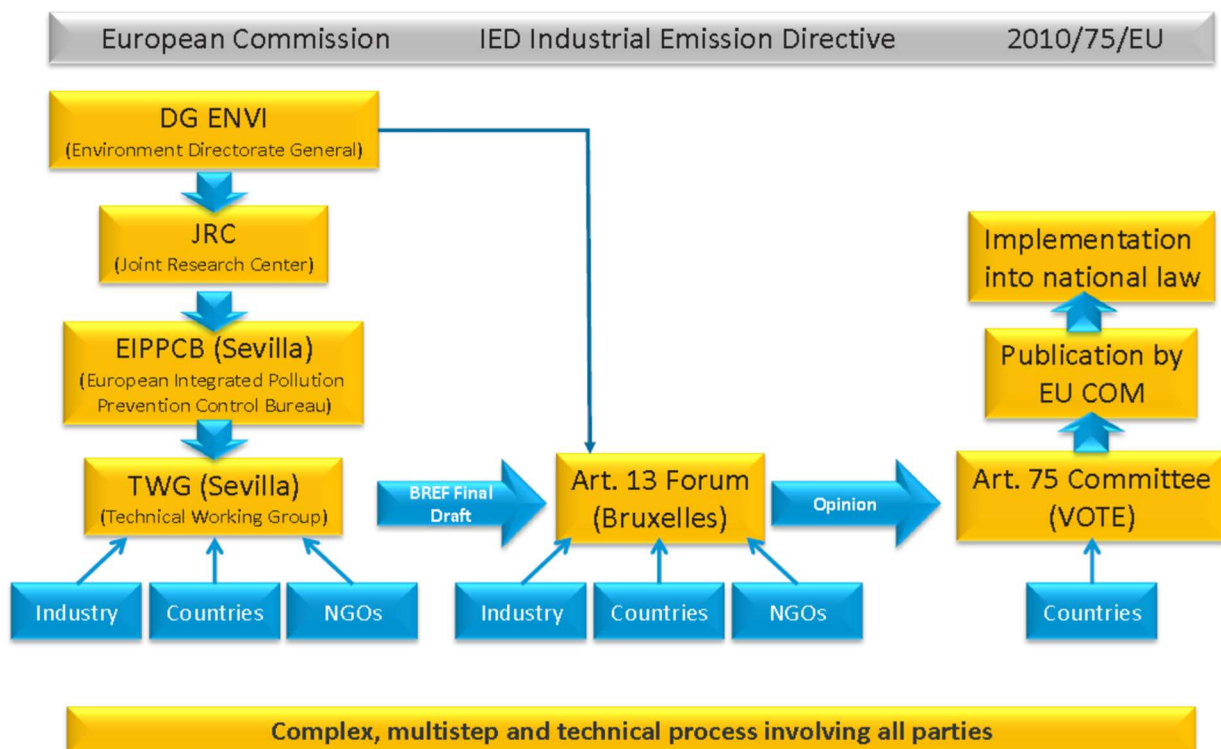 European Commission IED Industrial Emission Directive 2010/75/EU
DG ENVI
(Environment Directorate General)
JRC
(Joint Research Center)
EIPPCB (Sevilla)
(European Integrated Pollution
Prevention Control Bureau)
TWG (Sevilla)
(Technical Working Group)
Industry
Countries
NGOs
BREF Final
Draft
Art. 13 Forum
(Bruxelles)
Industry
Countries
NGOs
Opinion
Implementation
into national law
Publication by
EU COM
Art. 75 Committee
(VOTE)
Countries
Complex, multistep and technical process involving all parties